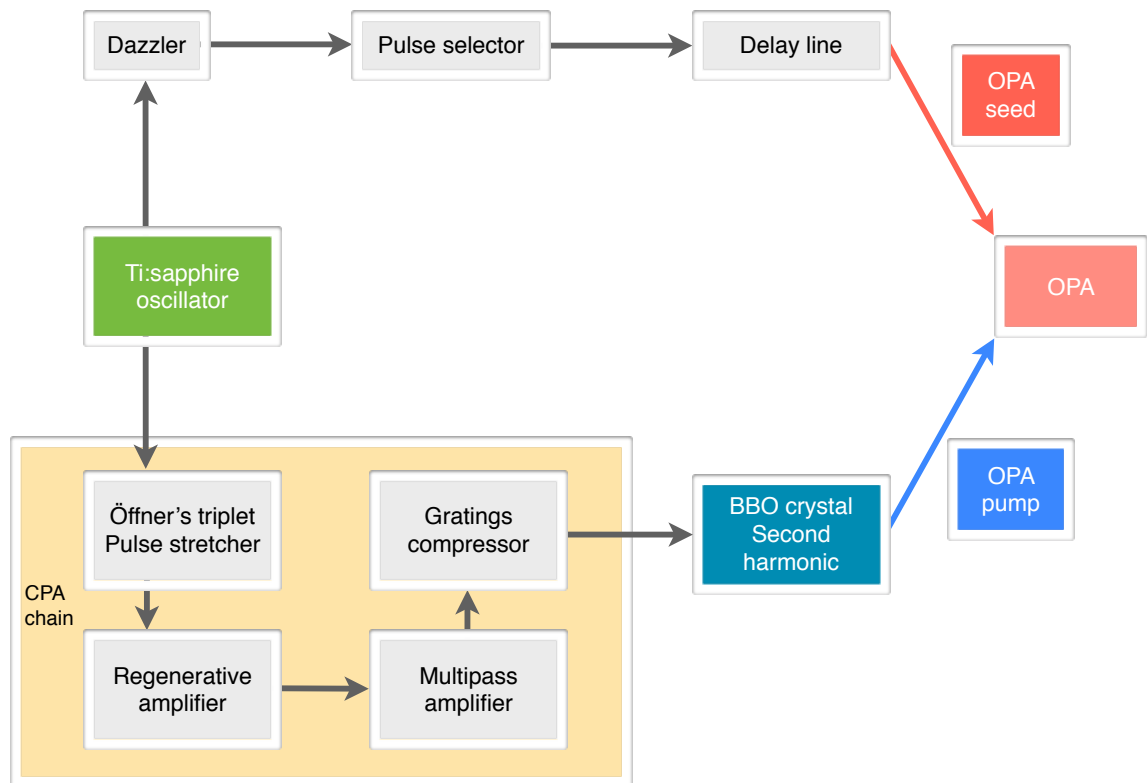 Dazzler
Pulse selector
Delay line
OPA
seed
Ti:sapphire
oscillator
OPA
Öffner's triplet
Pulse stretcher
Gratings
compressor
BBO crystal
Second
harmonic
OPA
pump
CPA
chain
Regenerative
amplifier
Multipass
amplifier